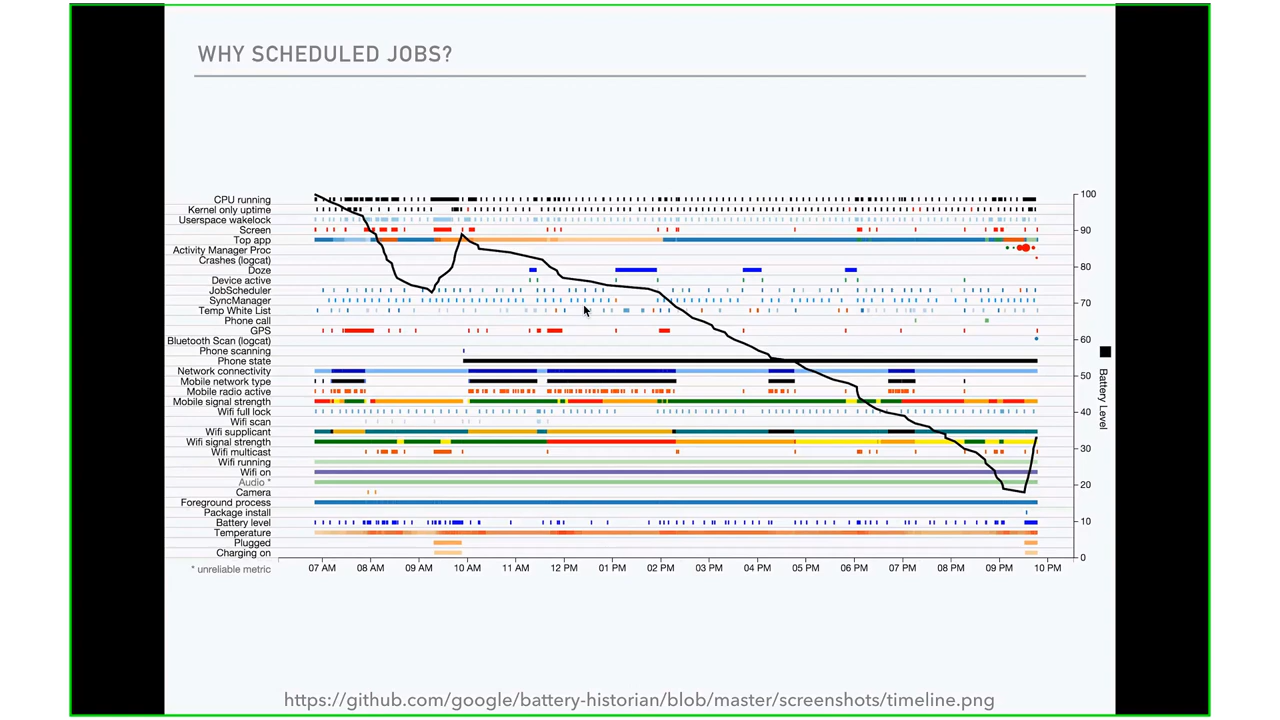 WHY SCHEDULED JOBS?
CPU running
Kernel only uptime
Userspace wakelock
Screen
Top app
Activity Manager Proc
Crashes (logcat)
Doze
Device active
JobScheduler
SyncManager
Temp White List
Phone call
GPS
Bluetooth Scan (logcat)
Phone scanning
Phone state
Network connectivity
Mobile network type
Mobile radio active
Mobile signal strength
Wifi full lock
Wifi scan
Wifi supplicant
Wifi signal strength
Wifi multicast
Wifi running
Wifi on
Audio *
Camera
Foreground process
Package install
Battery level
Temperature
Plugged
Charging on
* unreliable metric
07 AM 08 AM 09 AM 10 AM 11 AM 12 PM 01 PM 02 PM 03 PM 04 PM 05 PM 06 PM 07 PM 08 PM 09 PM 10 PM
100
90
80
70
60
50
40
30
20
10
0
Battery Level
https://github.com/google/battery-historian/blob/master/screenshots/timeline.png